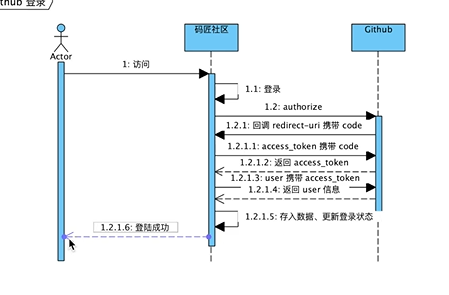 thub 登录
Actor
码匠社区
Github
1: 访问
1.1: 登录
1.2: authorize
1.2.1: 回调 redirect-uri 携带 code
1.2.1.1: access_token 携带 code
1.2.1.2: 返回 access_token
1.2.1.3: user 携带 access_token
1.2.1.4: 返回 user 信息
1.2.1.5: 存入数据、更新登录状态
1.2.1.6: 登陆成功